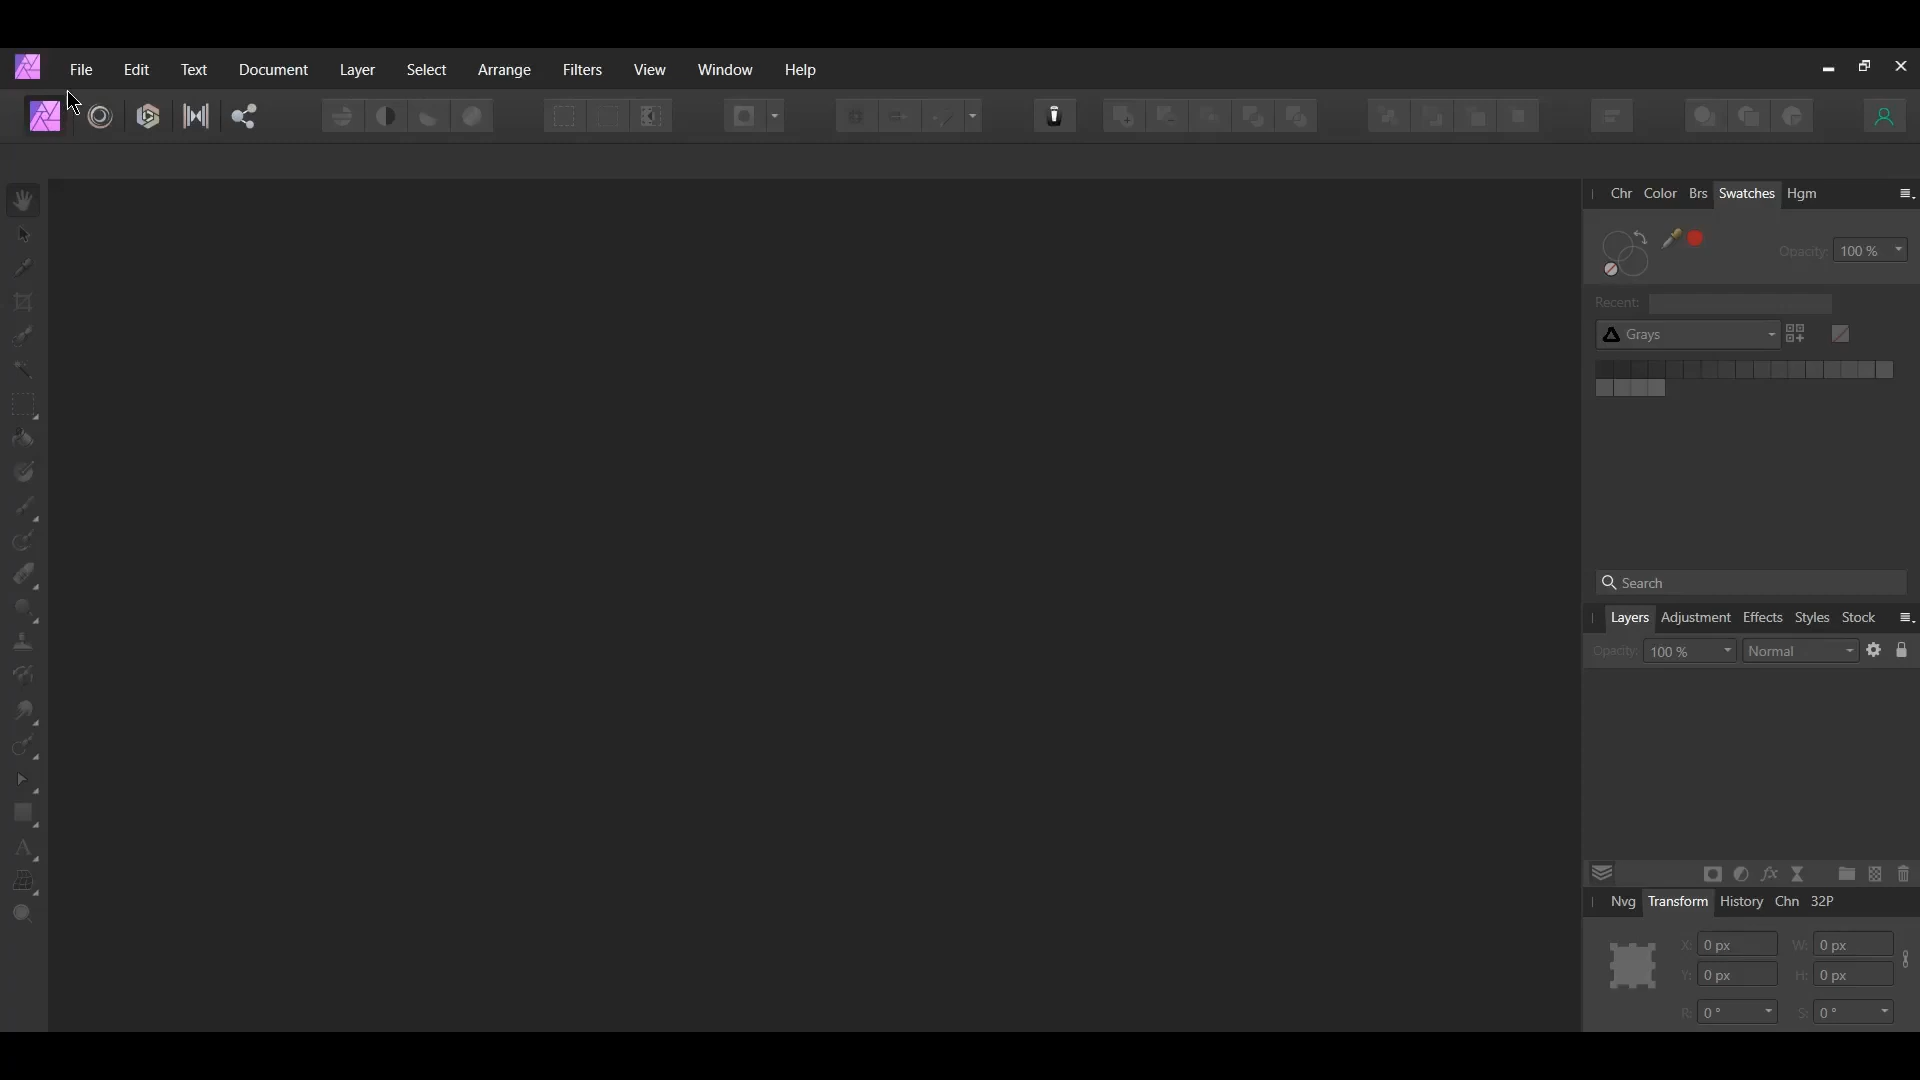 File Edit Text Document Layer Select Arrange Filters View Window Help
Chr Color Brs Swatches Hgm
Opacity: 100 %
Recent:
Grays
Search
Layers Adjustment Effects Styles Stock
Opacity: 100 % Normal
fx
Nvg Transform History Chn 32P
X: 0 px W: 0 px
Y: 0 px H: 0 px
R: 0 ° S: 0 °